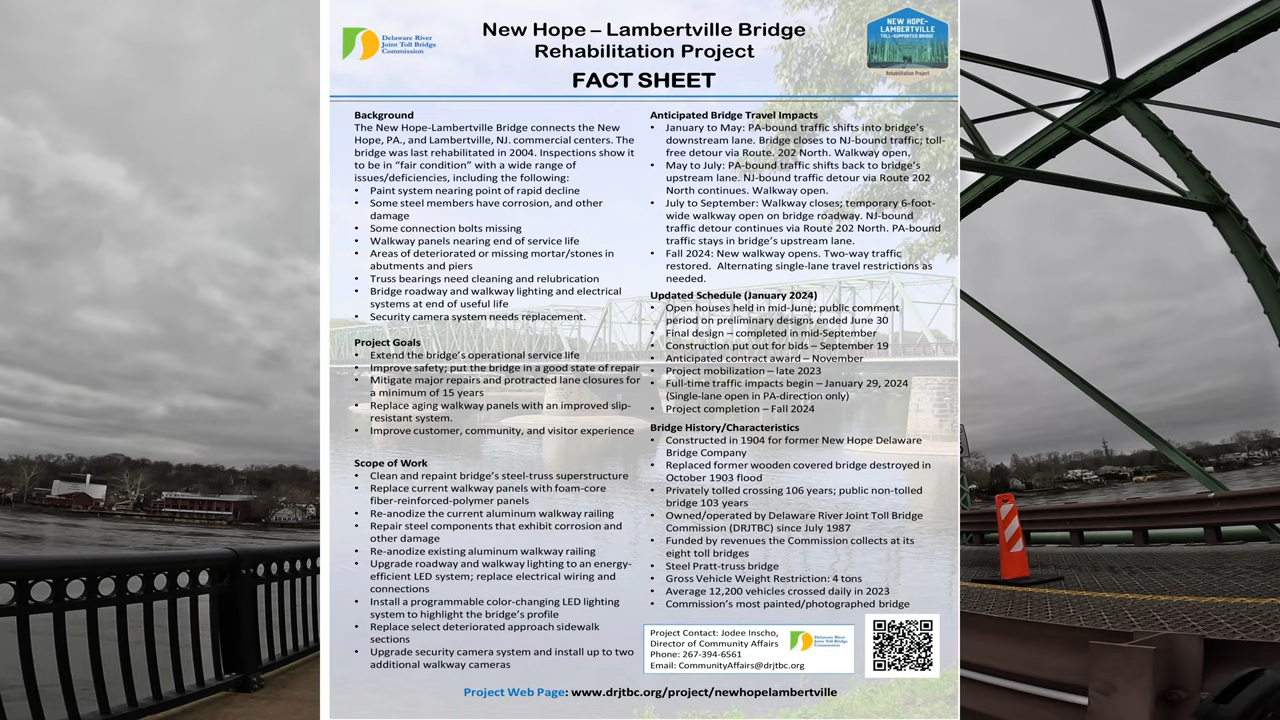 Delaware River
Joint Toll Bridge
Commission
New Hope – Lambertville Bridge
Rehabilitation Project
FACT SHEET
NEW HOPE-
LAMBERTVILLE
TOLL-SUPPORTED BRIDGE
Rehabilitation Project
Background
The New Hope-Lambertville Bridge connects the New
Hope, PA., and Lambertville, NJ. commercial centers. The
bridge was last rehabilitated in 2004. Inspections show it
to be in “fair condition” with a wide range of
issues/deficiencies, including the following:
• Paint system nearing point of rapid decline
• Some steel members have corrosion, and other
damage
• Some connection bolts missing
• Walkway panels nearing end of service life
• Areas of deteriorated or missing mortar/stones in
abutments and piers
• Truss bearings need cleaning and relubrication
• Bridge roadway and walkway lighting and electrical
systems at end of useful life
• Security camera system needs replacement.
Project Goals
• Extend the bridge’s operational service life
• Improve safety; put the bridge in a good state of repair
• Mitigate major repairs and protracted lane closures for
a minimum of 15 years
• Replace aging walkway panels with an improved slip-
resistant system.
• Improve customer, community, and visitor experience
Scope of Work
• Clean and repaint bridge’s steel-truss superstructure
• Replace current walkway panels with foam-core
fiber-reinforced-polymer panels
• Re-anodize the current aluminum walkway railing
• Repair steel components that exhibit corrosion and
other damage
• Re-anodize existing aluminum walkway railing
• Upgrade roadway and walkway lighting to an energy-
efficient LED system; replace electrical wiring and
connections
• Install a programmable color-changing LED lighting
system to highlight the bridge’s profile
• Replace select deteriorated approach sidewalk
sections
• Upgrade security camera system and install up to two
additional walkway cameras
Anticipated Bridge Travel Impacts
• January to May: PA-bound traffic shifts into bridge’s
downstream lane. Bridge closes to NJ-bound traffic; toll-
free detour via Route. 202 North. Walkway open.
• May to July: PA-bound traffic shifts back to bridge’s
upstream lane. NJ-bound traffic detour via Route 202
North continues. Walkway open.
• July to September: Walkway closes; temporary 6-foot-
wide walkway open on bridge roadway. NJ-bound
traffic detour continues via Route 202 North. PA-bound
traffic stays in bridge’s upstream lane.
• Fall 2024: New walkway opens. Two-way traffic
restored. Alternating single-lane travel restrictions as
needed.
Updated Schedule (January 2024)
• Open houses held in mid-June; public comment
period on preliminary designs ended June 30
• Final design – completed in mid-September
• Construction put out for bids – September 19
• Anticipated contract award – November
• Project mobilization – late 2023
• Full-time traffic impacts begin – January 29, 2024
(Single-lane open in PA-direction only)
• Project completion – Fall 2024
Bridge History/Characteristics
• Constructed in 1904 for former New Hope Delaware
Bridge Company
• Replaced former wooden covered bridge destroyed in
October 1903 flood
• Privately tolled crossing 106 years; public non-tolled
bridge 103 years
• Owned/operated by Delaware River Joint Toll Bridge
Commission (DRJTBC) since July 1987
• Funded by revenues the Commission collects at its
eight toll bridges
• Steel Pratt-truss bridge
• Gross Vehicle Weight Restriction: 4 tons
• Average 12,200 vehicles crossed daily in 2023
• Commission’s most painted/photographed bridge
Project Contact: Jodee Inscho,
Director of Community Affairs
Phone: 267-394-6561
Email: CommunityAffairs@drjtbc.org
Delaware River
Joint Toll Bridge
Commission
Project Web Page: www.drjtbc.org/project/newhopelambertville